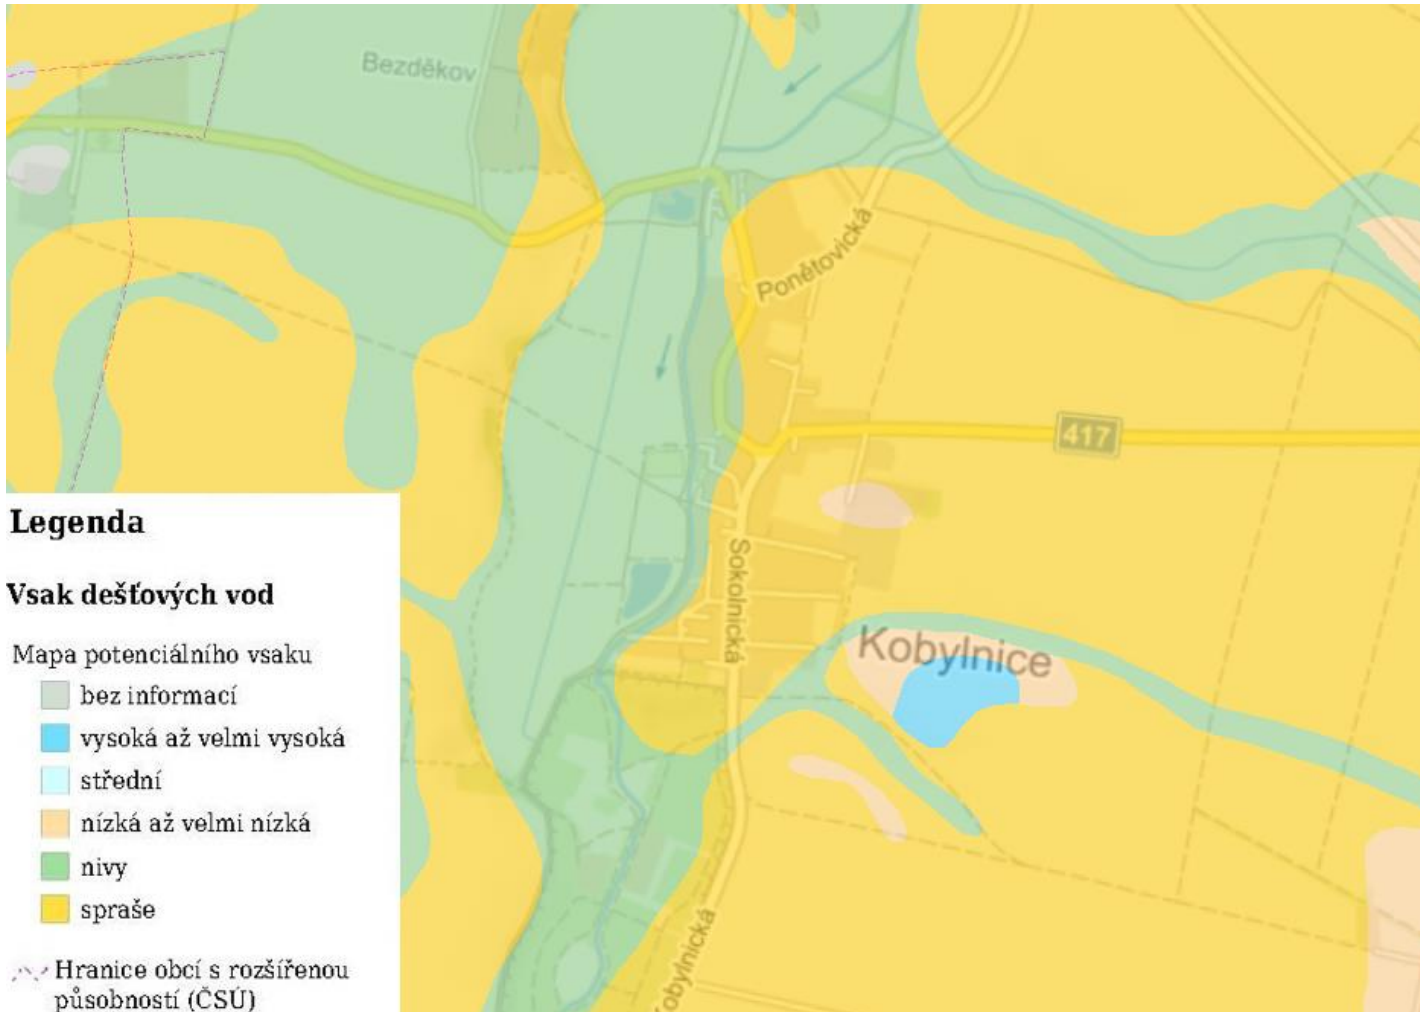 Bezděkov
Ponětovická
417
Sokolnická
Kobylnice
Kobylnická
Legenda
Vsak dešťových vod
Mapa potenciálního vsaku
bez informací
vysoká až velmi vysoká
střední
nízká až velmi nízká
nivy
spraše
Hranice obcí s rozšířenou
působností (ČSÚ)